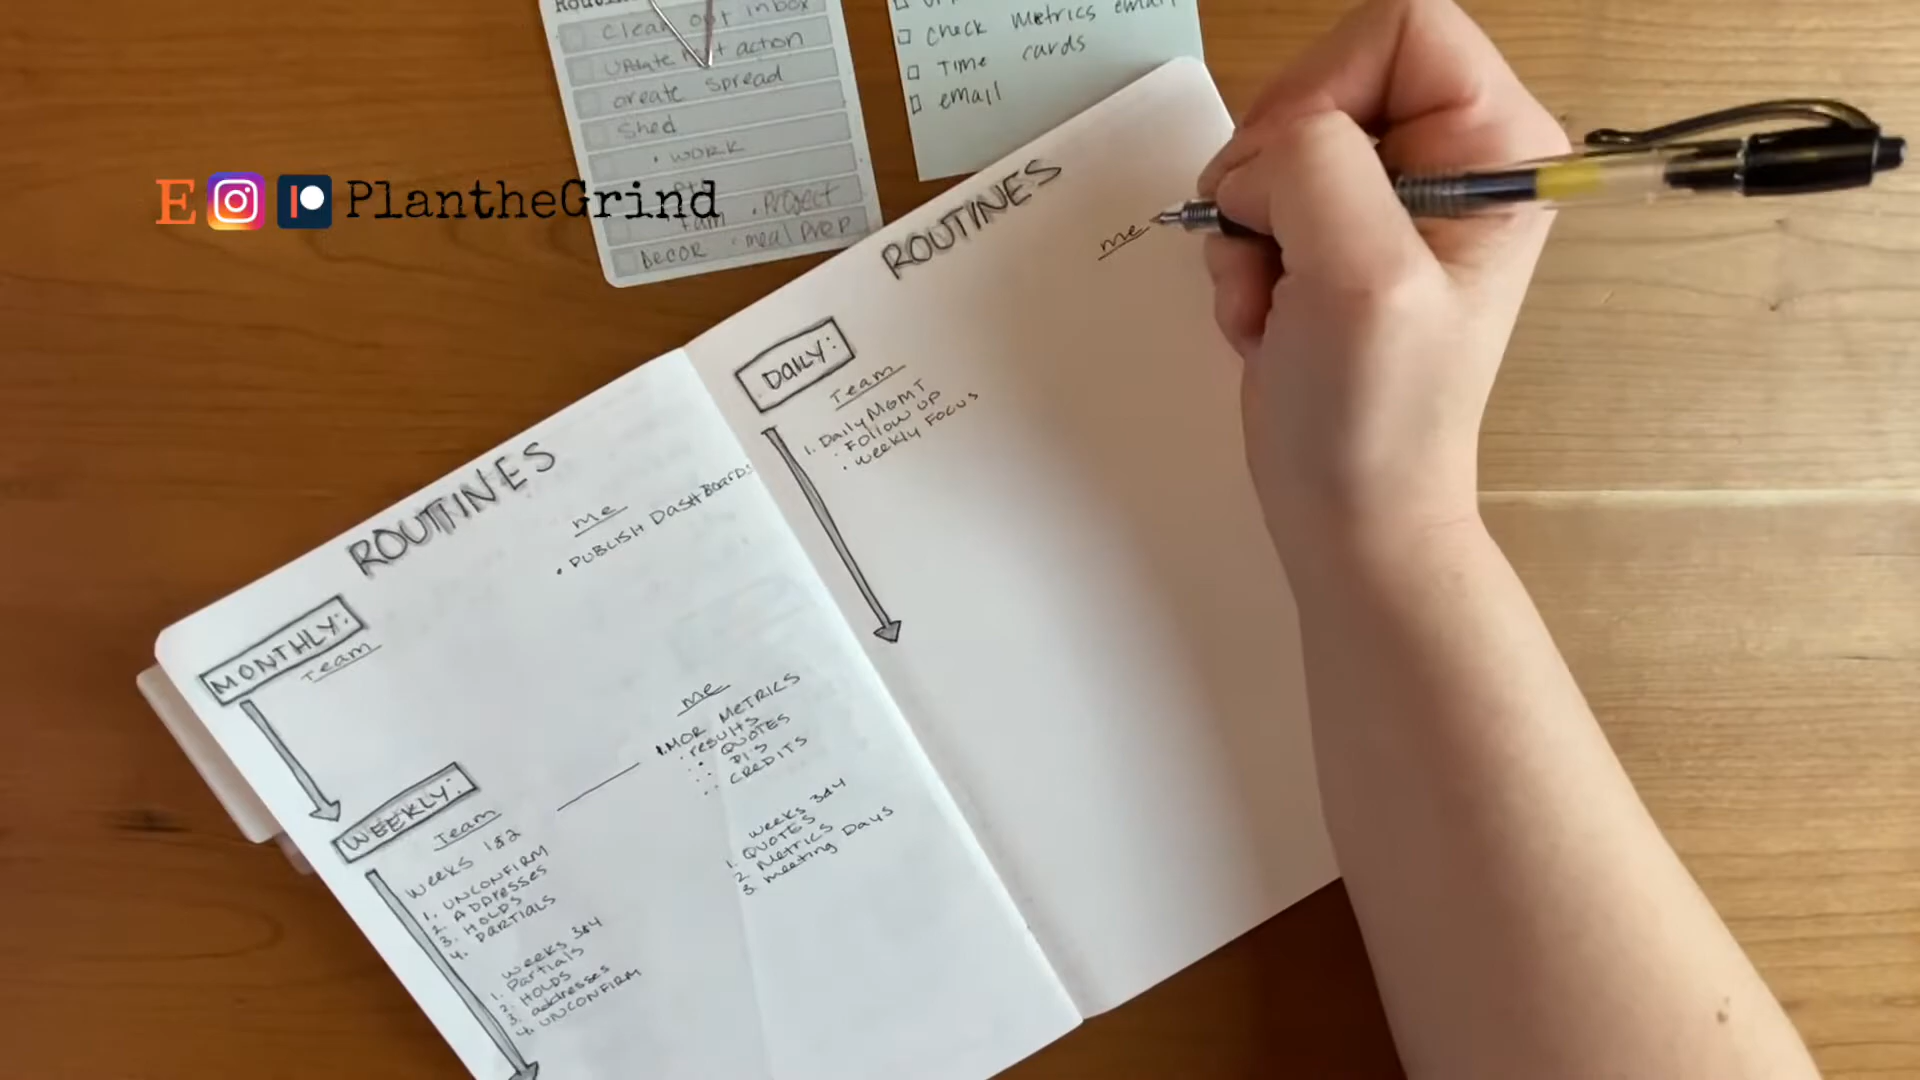 clean out inbox
update next action
create spread
shed
• work
• project
Decor • meal prep
□ check metrics email
□ Time cards
□ email
E PlantheGrind
ROUTINES
me
• PUBLISH DASHBOARDS
MONTHLY:
Team
me
1. MOR METRICS
• results
• QUOTES
• DI'S
• CREDITS
weeks 3&4
1. QUOTES
2. Metrics
3. meeting Days
WEEKLY:
Team
weeks 1&2
1. UNCONFIRM
2. ADDresses
3. HOLDS
4. partials
weeks 3&4
1. Partials
2. HOLDS
3. addresses
4. UNCONFIRM
ROUTINES
me
DAILY:
Team
1. Daily MGMT
• Follow up
• weekly Focus